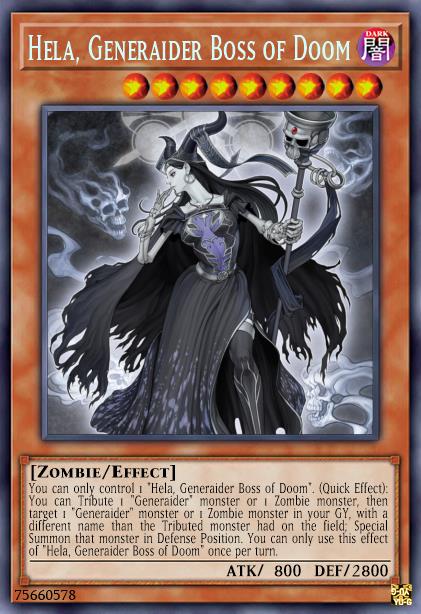 Hela, Generaider Boss of Doom
DARK
闇
[Zombie/Effect]
You can only control 1 "Hela, Generaider Boss of Doom". (Quick Effect):
You can Tribute 1 "Generaider" monster or 1 Zombie monster, then
target 1 "Generaider" monster or 1 Zombie monster in your GY, with
a different name than the Tributed monster had on the field; Special
Summon that monster in Defense Position. You can only use this effect
of "Hela, Generaider Boss of Doom" once per turn.
ATK/ 800 DEF/2800
75660578